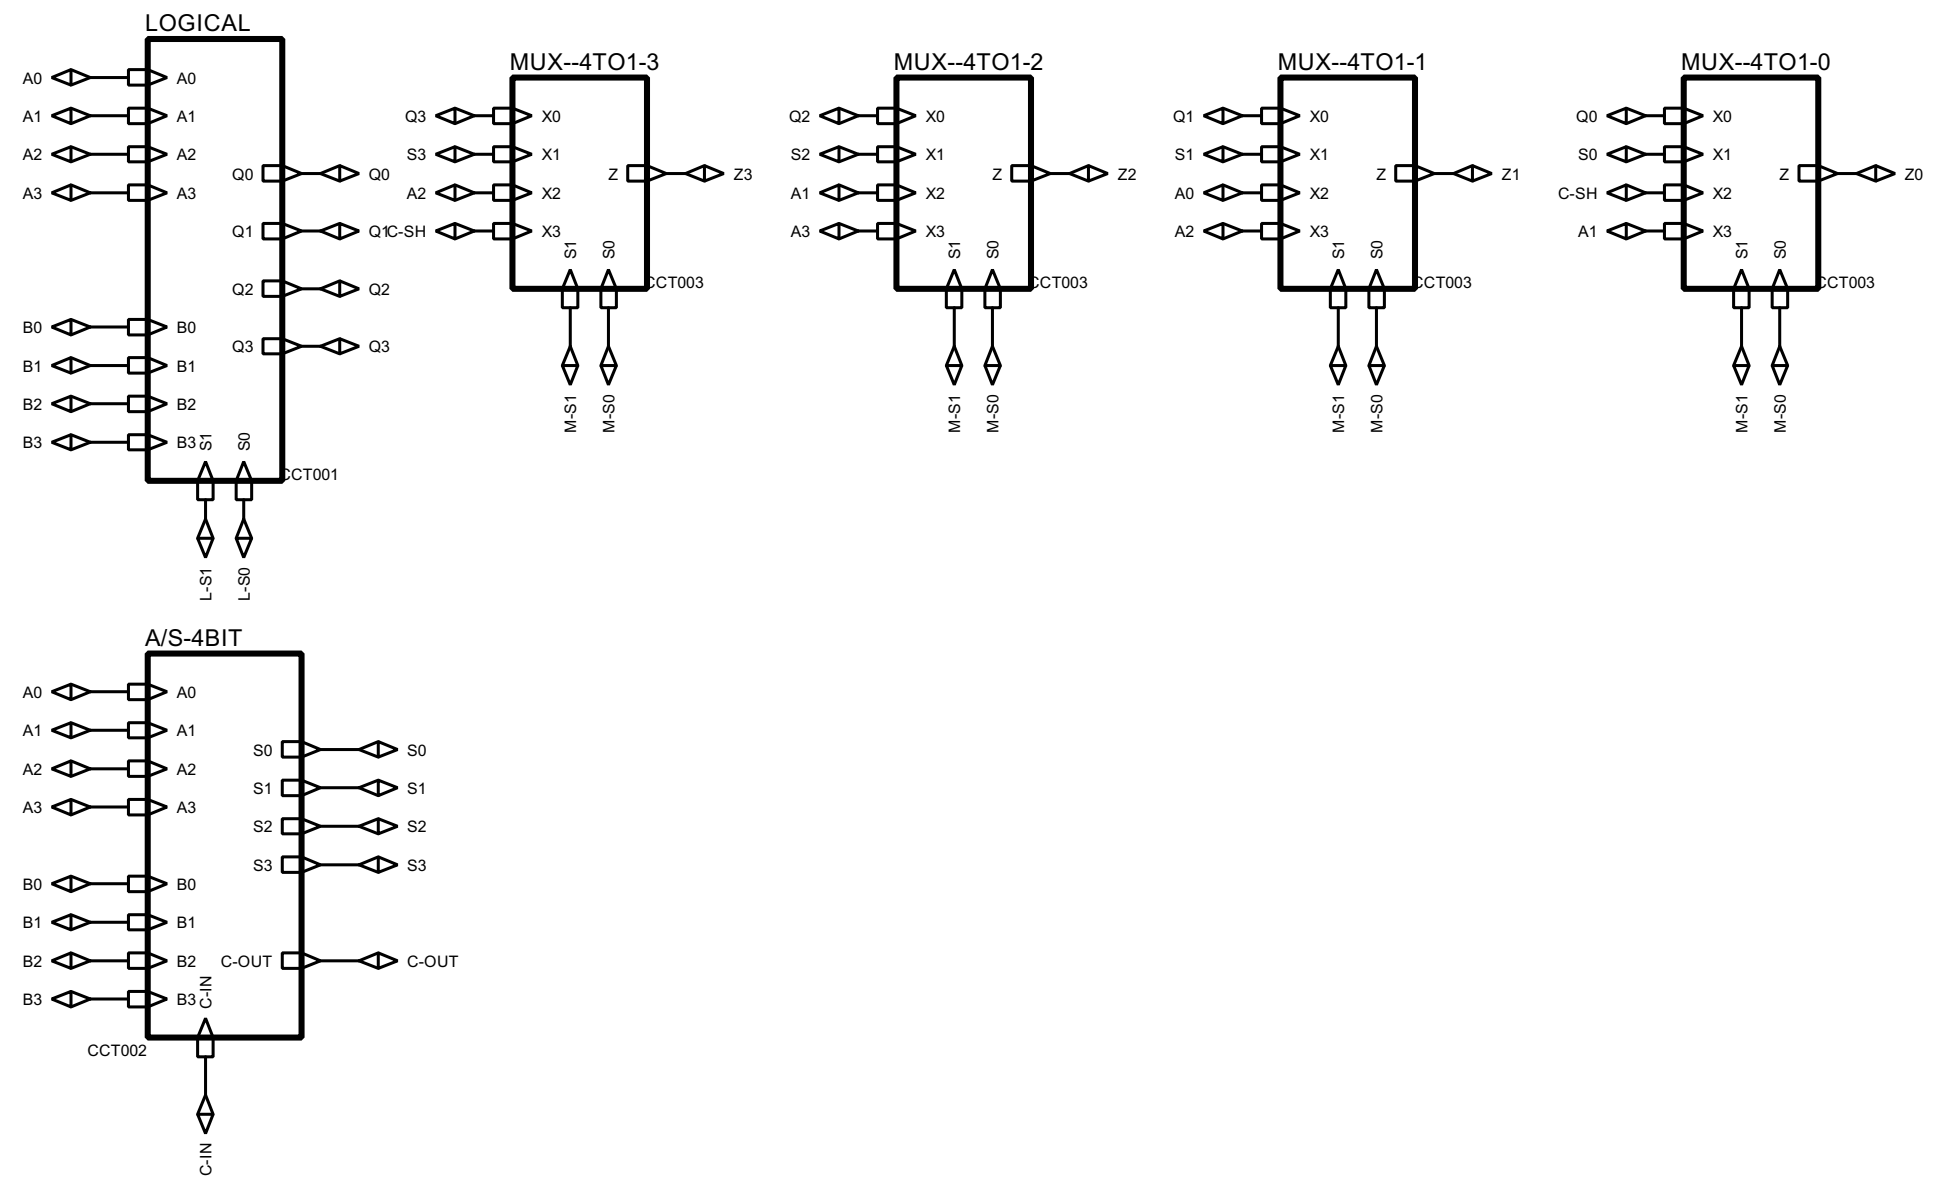 LOGICAL
A0
A1
A2
A3
B0
B1
B2
B3
A0
A1
A2
A3
B0
B1
B2
B3
S1
S0
Q0
Q1
Q2
Q3
Q0
Q1
Q2
Q3
CCT001
L-S1
L-S0
MUX--4TO1-3
Q3
S3
A2
C-SH
X0
X1
X2
X3
S1
S0
Z
Z3
CCT003
M-S1
M-S0
MUX--4TO1-2
Q2
S2
A1
A3
X0
X1
X2
X3
S1
S0
Z
Z2
CCT003
M-S1
M-S0
MUX--4TO1-1
Q1
S1
A0
A2
X0
X1
X2
X3
S1
S0
Z
Z1
CCT003
M-S1
M-S0
MUX--4TO1-0
Q0
S0
C-SH
A1
X0
X1
X2
X3
S1
S0
Z
Z0
CCT003
M-S1
M-S0
A/S-4BIT
A0
A1
A2
A3
B0
B1
B2
B3
A0
A1
A2
A3
B0
B1
B2
B3
C-IN
S0
S1
S2
S3
C-OUT
S0
S1
S2
S3
C-OUT
CCT002
C-IN